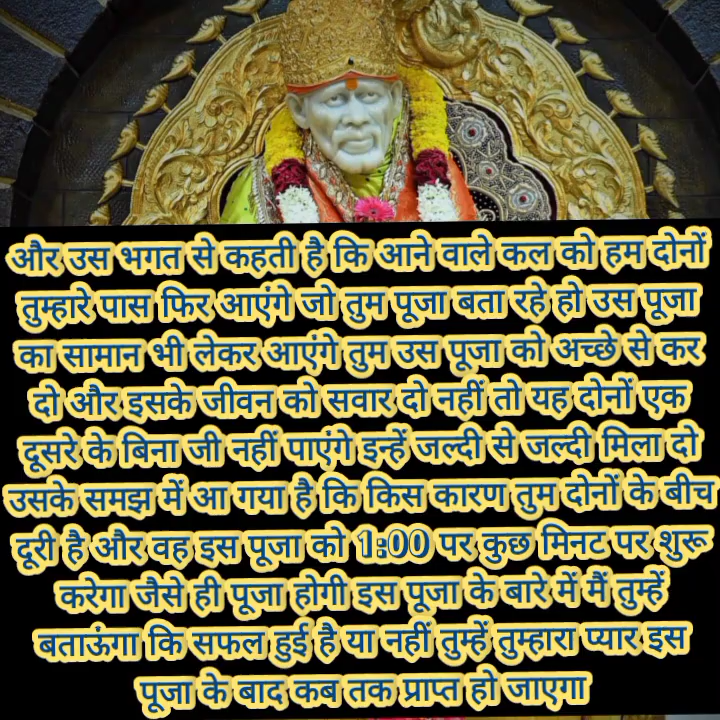 और उस भगत से कहती है कि आने वाले कल को हम दोनों
तुम्हारे पास फिर आएंगे जो तुम पूजा बता रहे हो उस पूजा
का सामान भी लेकर आएंगे तुम उस पूजा को अच्छे से कर
दो और इसके जीवन को सवार दो नहीं तो यह दोनों एक
दूसरे के बिना जी नहीं पाएंगे इन्हें जल्दी से जल्दी मिला दो
उसके समझ में आ गया है कि किस कारण तुम दोनों के बीच
दूरी है और वह इस पूजा को 1:00 पर कुछ मिनट पर शुरू
करेगा जैसे ही पूजा होगी इस पूजा के बारे में मैं तुम्हें
बताऊंगा कि सफल हुई है या नहीं तुम्हें तुम्हारा प्यार इस
पूजा के बाद कब तक प्राप्त हो जाएगा